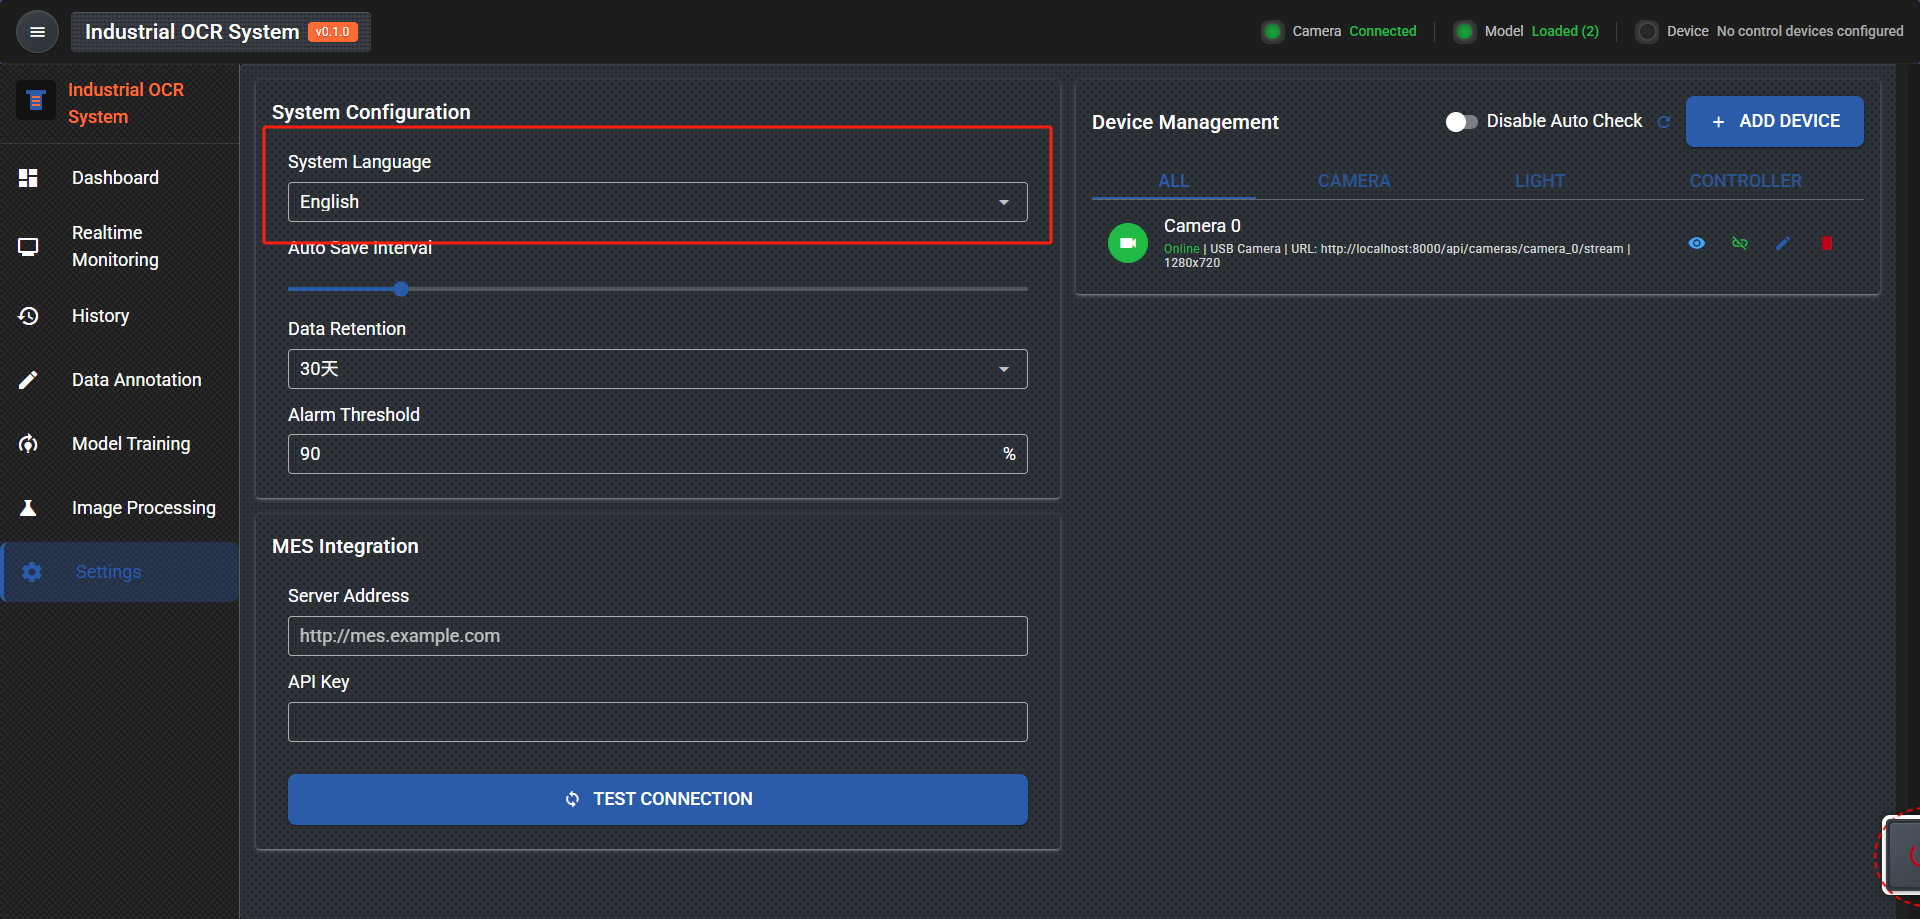 Industrial OCR System v0.1.0
Camera Connected
Model Loaded (2)
Device No control devices configured
Industrial OCR
System
Dashboard
Realtime
Monitoring
History
Data Annotation
Model Training
Image Processing
Settings
System Configuration
System Language
English
Auto Save Interval
Data Retention
30天
Alarm Threshold
90 %
MES Integration
Server Address
http://mes.example.com
API Key
TEST CONNECTION
Device Management
Disable Auto Check
+ ADD DEVICE
ALL CAMERA LIGHT CONTROLLER
Camera 0
Online | USB Camera | URL: http://localhost:8000/api/cameras/camera_0/stream |
1280x720